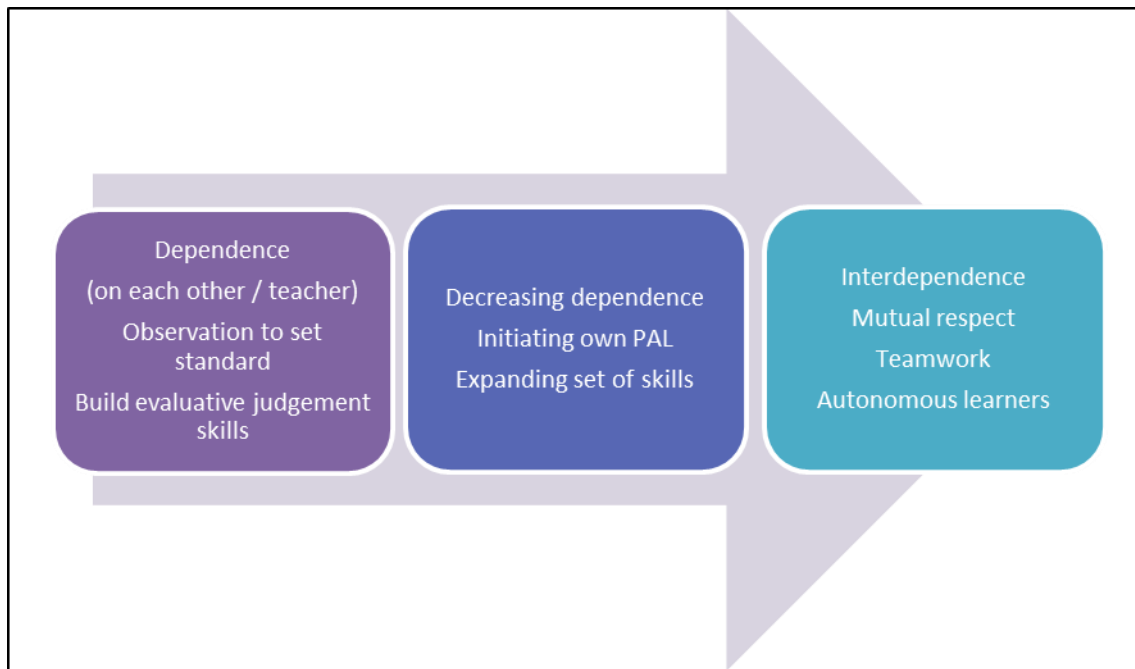 Dependence
(on each other / teacher)
Observation to set
standard
Build evaluative judgement
skills
Decreasing dependence
Initiating own PAL
Expanding set of skills
Interdependence
Mutual respect
Teamwork
Autonomous learners